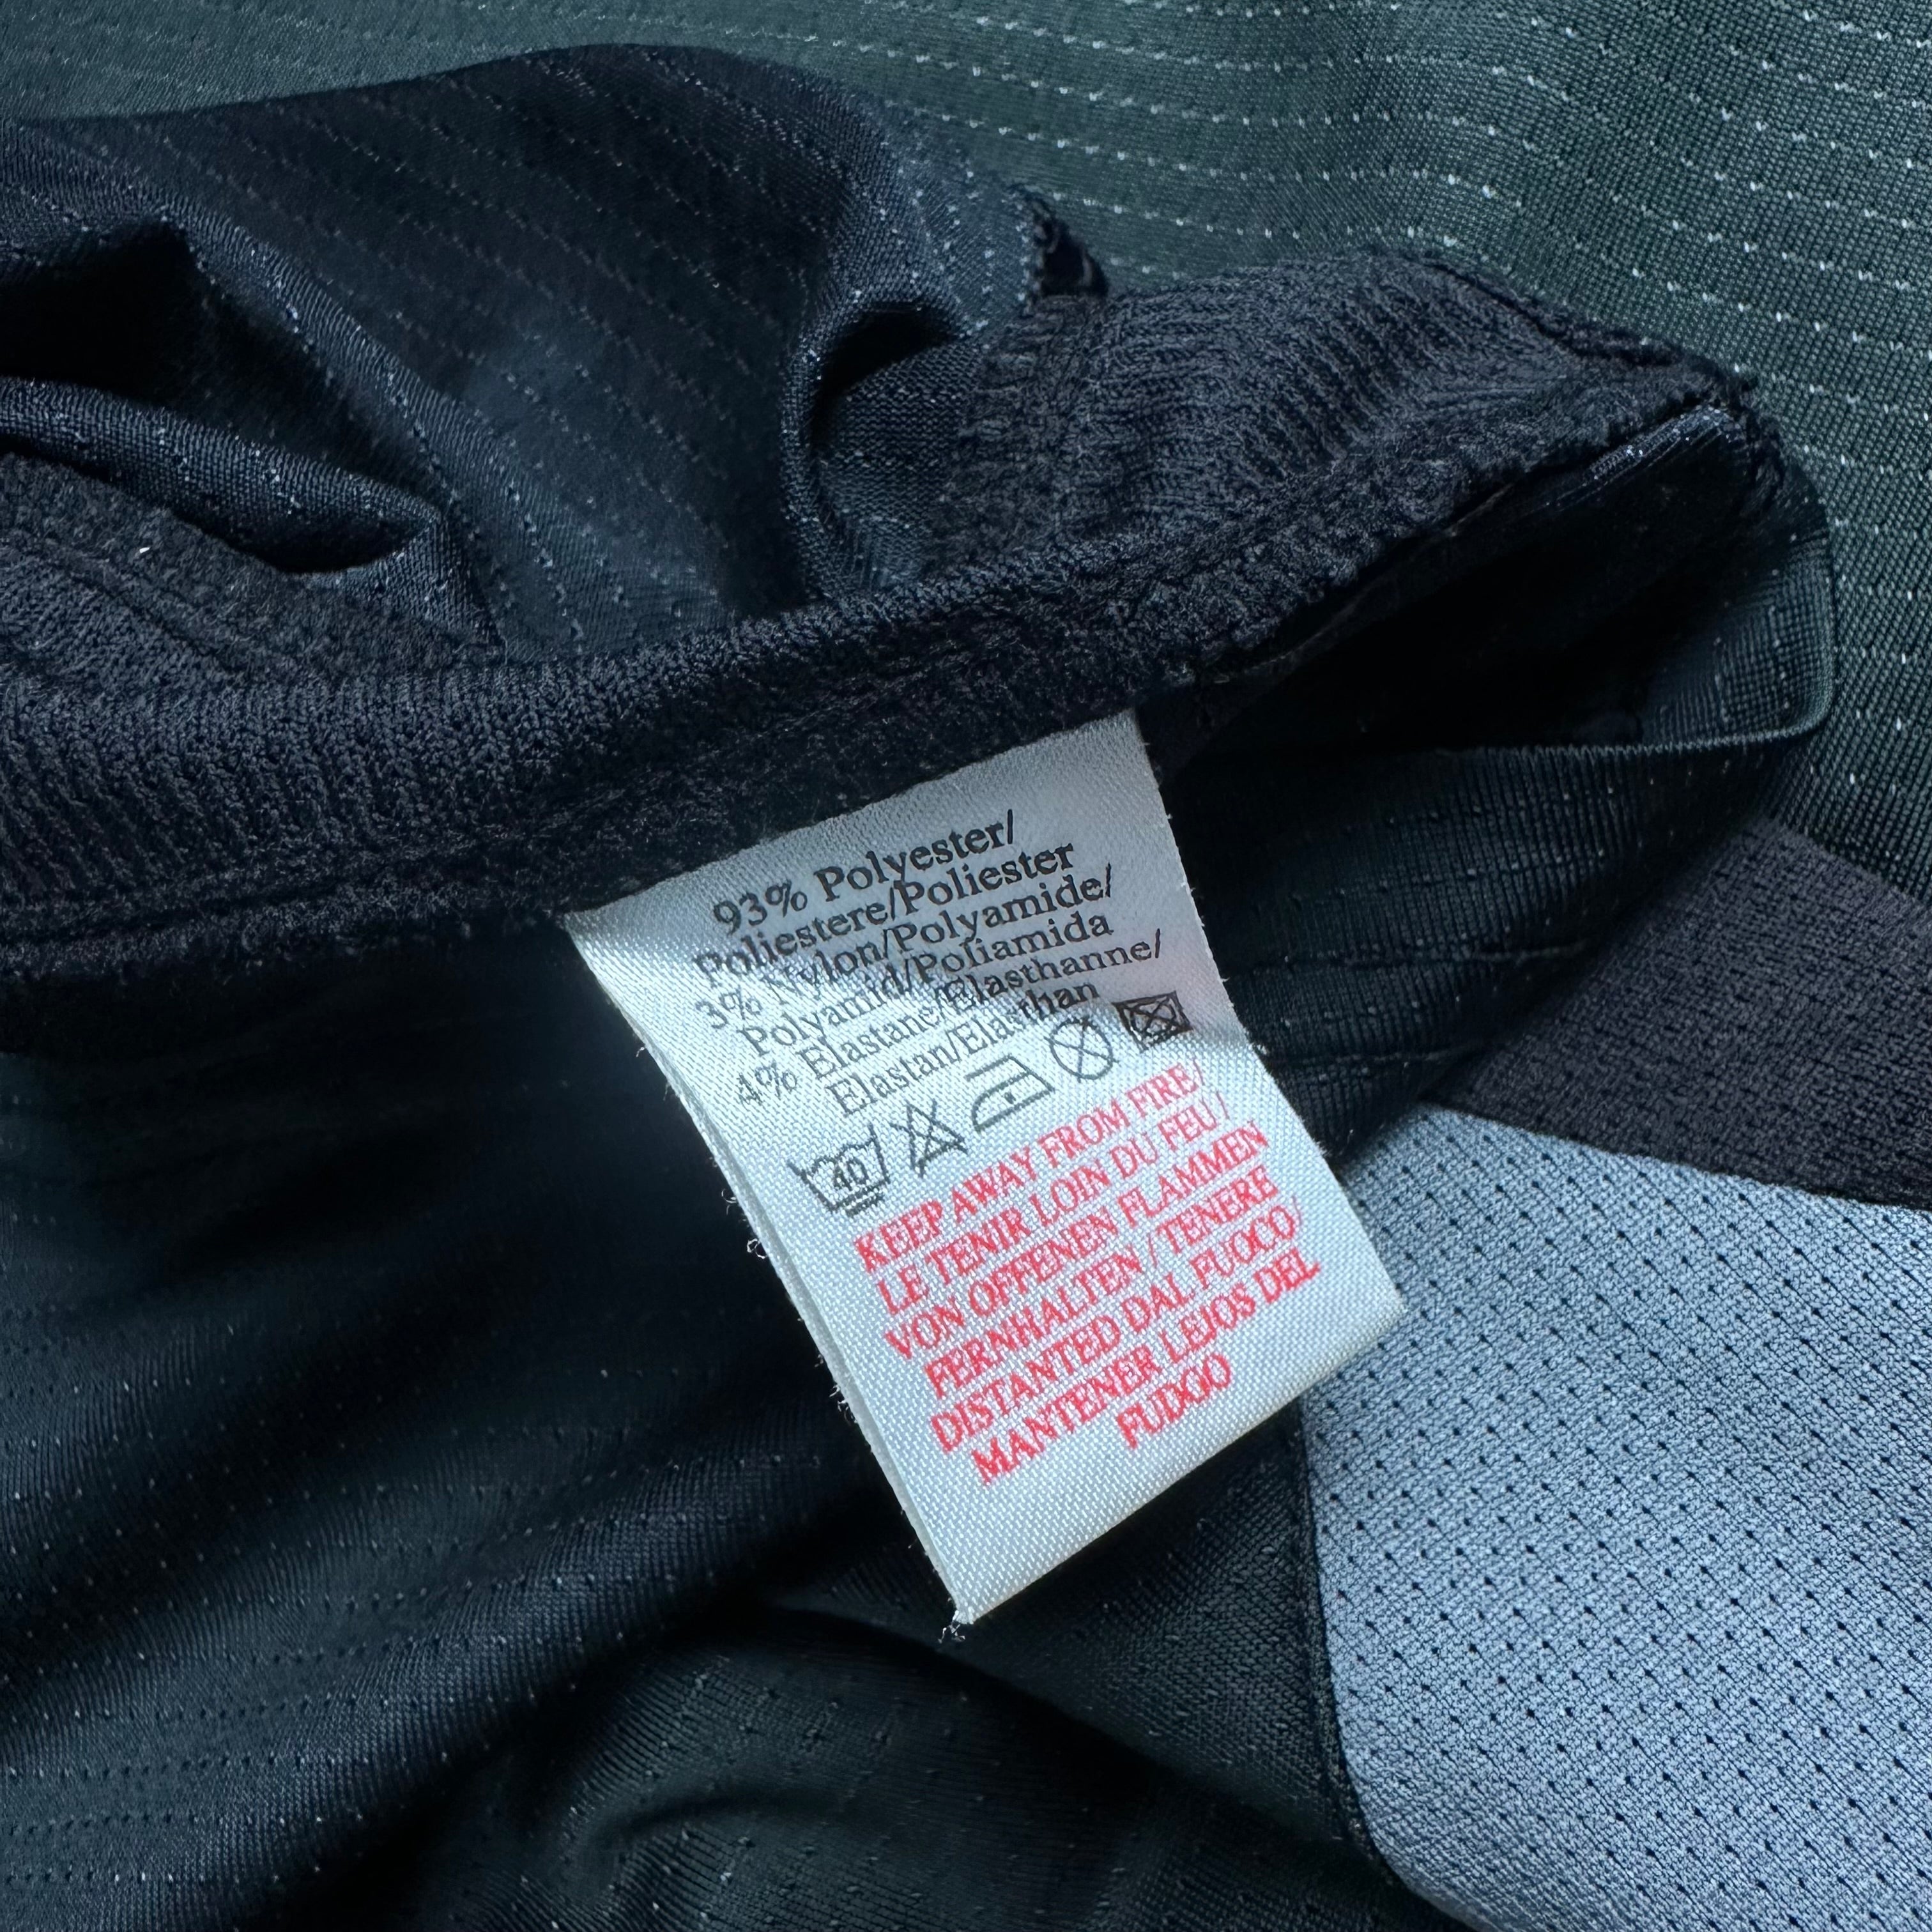 93% Polyester/
Poliestere/Poliester
3% Nylon/Polyamide/
Polyamid/Poliamida
4% Elastane/Elasthanne/
Elastan/Elasthan
40
KEEP AWAY FROM FIRE/
LE TENIR LOIN DU FEU /
VON OFFENEN FLAMMEN
FERNHALTEN / TENERE
DISTANTED DAL FUOCO/
MANTENER LEJOS DEL
FUDGO